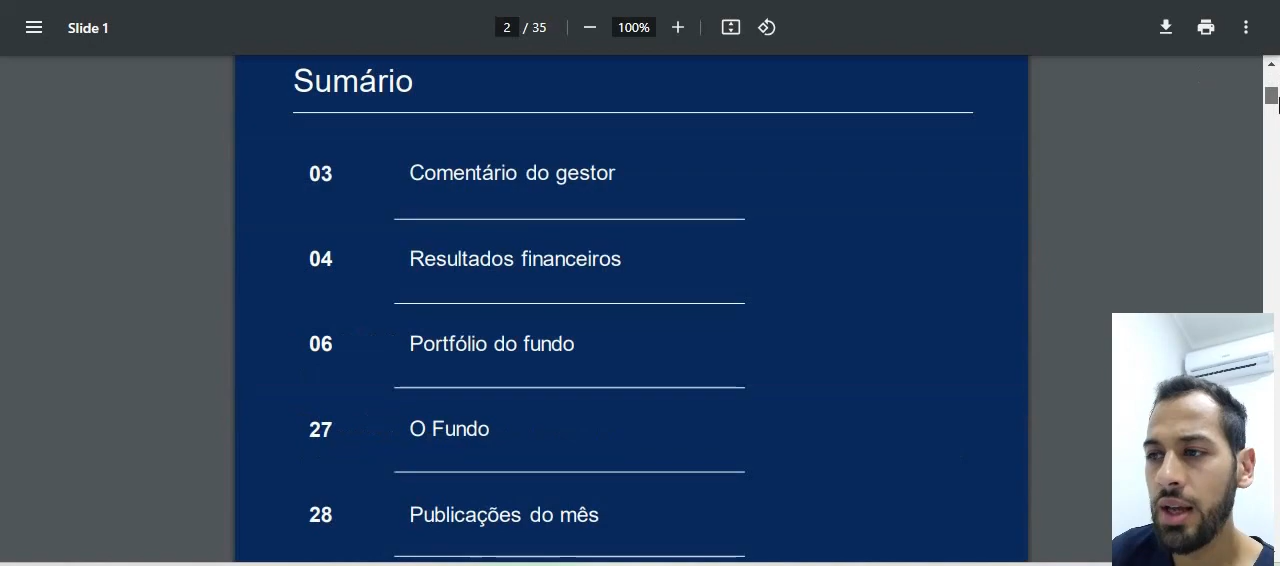 Slide 1
2 / 35
100%
Sumário
03 Comentário do gestor
04 Resultados financeiros
06 Portfólio do fundo
27 O Fundo
28 Publicações do mês